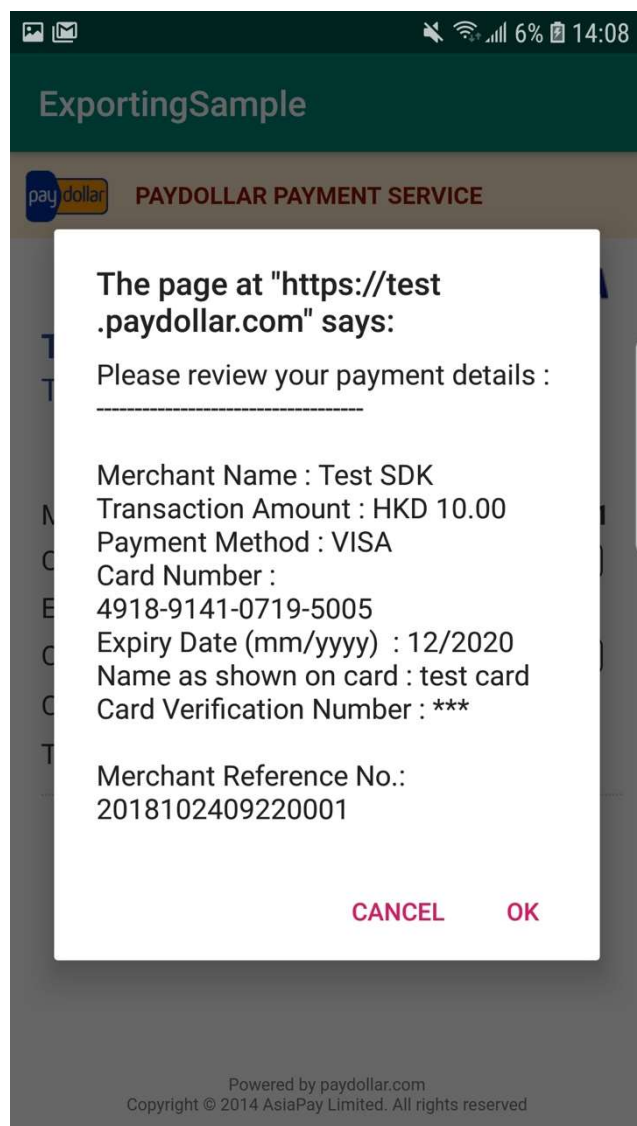 6% 14:08
ExportingSample
paydollar PAYDOLLAR PAYMENT SERVICE
The page at "https://test
.paydollar.com" says:
Please review your payment details :
-----------------------------------
Merchant Name : Test SDK
Transaction Amount : HKD 10.00
Payment Method : VISA
Card Number :
4918-9141-0719-5005
Expiry Date (mm/yyyy)  : 12/2020
Name as shown on card : test card
Card Verification Number : ***
Merchant Reference No.:
2018102409220001
CANCEL OK
Powered by paydollar.com
Copyright © 2014 AsiaPay Limited. All rights reserved